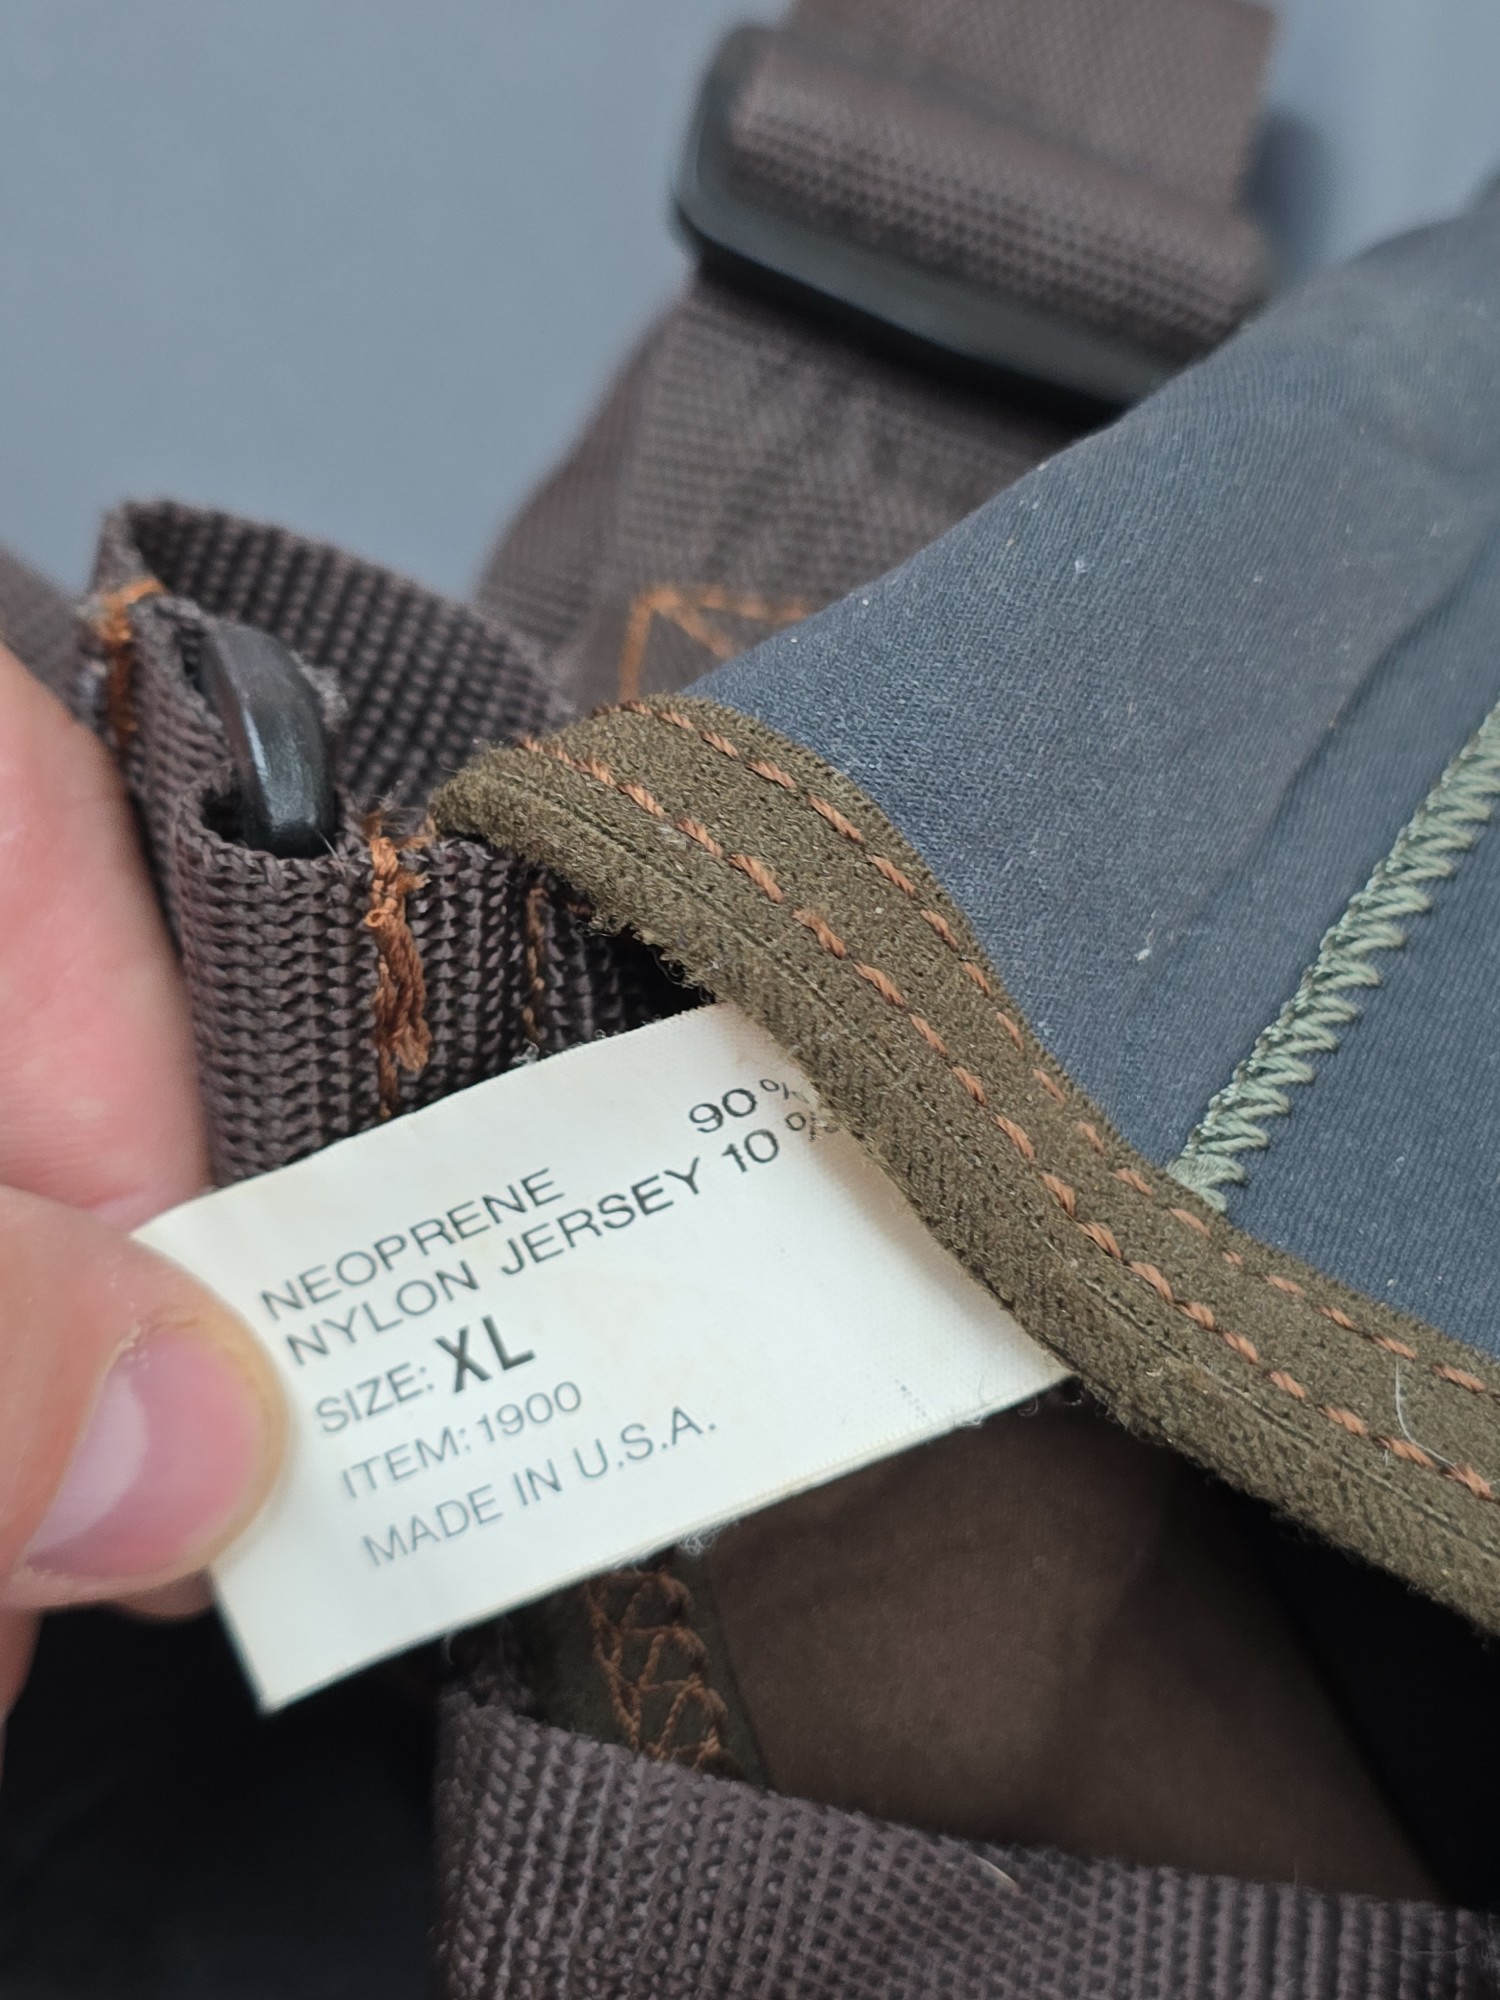 NEOPRENE 90%
NYLON JERSEY 10%
SIZE: XL
ITEM: 1900
MADE IN U.S.A.